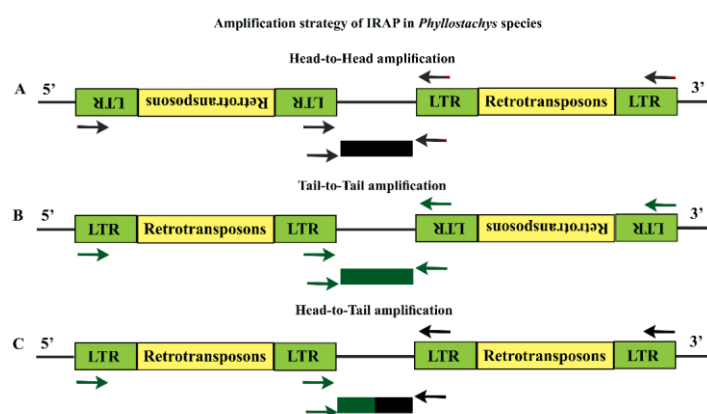 Amplification strategy of IRAP in Phyllostachys species
Head-to-Head amplification
A 5’ LTR Retrotransposons LTR LTR Retrotransposons LTR 3’
Tail-to-Tail amplification
B 5’ LTR Retrotransposons LTR LTR Retrotransposons LTR 3’
Head-to-Tail amplification
C 5’ LTR Retrotransposons LTR LTR Retrotransposons LTR 3’